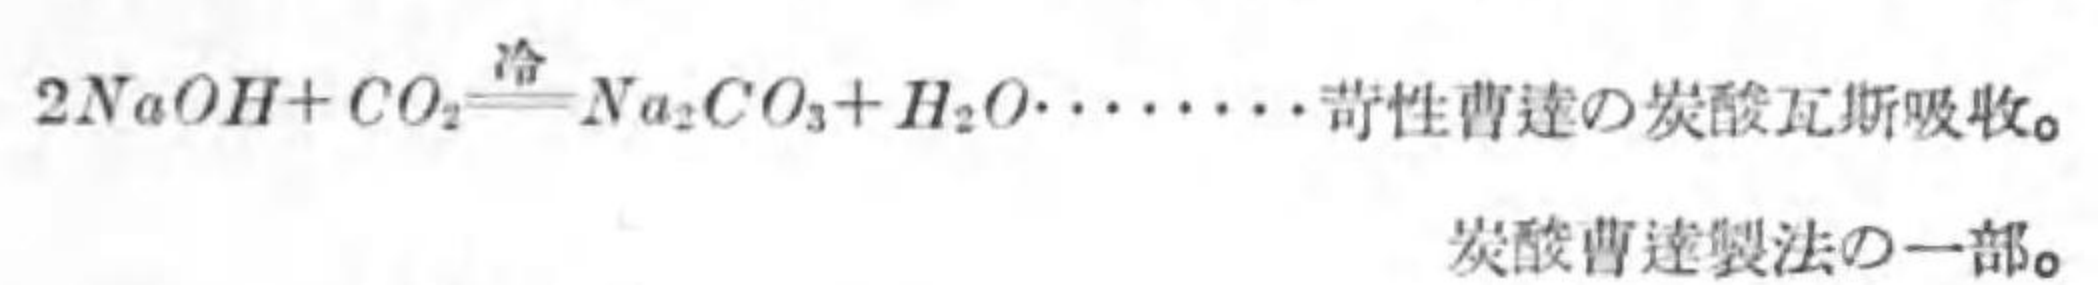 2NaOH+CO₂冷=Na₂CO₃+H₂O·········苛性曹達の炭酸瓦斯吸收。
炭酸曹達製法の一部。